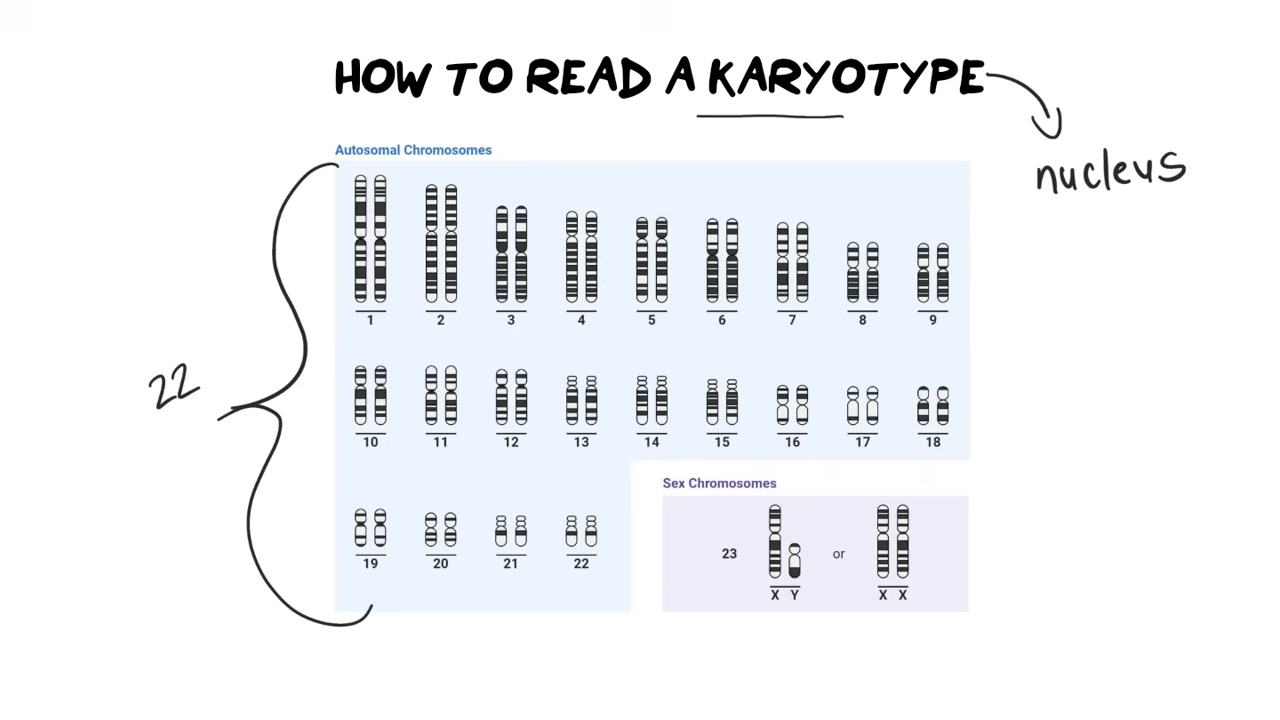 HOW TO READ A KARYOTYPE
nucleus
Autosomal Chromosomes
1 2 3 4 5 6 7 8 9
22
10 11 12 13 14 15 16 17 18
Sex Chromosomes
23 or
19 20 21 22
X Y X X